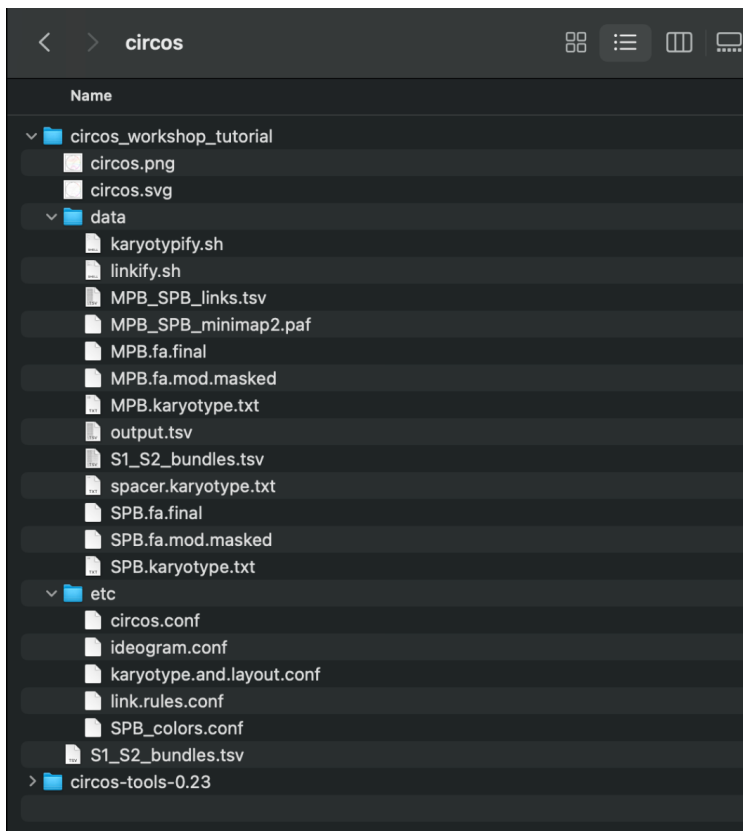 circos
Name
circos_workshop_tutorial
circos.png
circos.svg
data
karyotypify.sh
linkify.sh
MPB_SPB_links.tsv
MPB_SPB_minimap2.paf
MPB.fa.final
MPB.fa.mod.masked
MPB.karyotype.txt
output.tsv
S1_S2_bundles.tsv
spacer.karyotype.txt
SPB.fa.final
SPB.fa.mod.masked
SPB.karyotype.txt
etc
circos.conf
ideogram.conf
karyotype.and.layout.conf
link.rules.conf
SPB_colors.conf
S1_S2_bundles.tsv
circos-tools-0.23